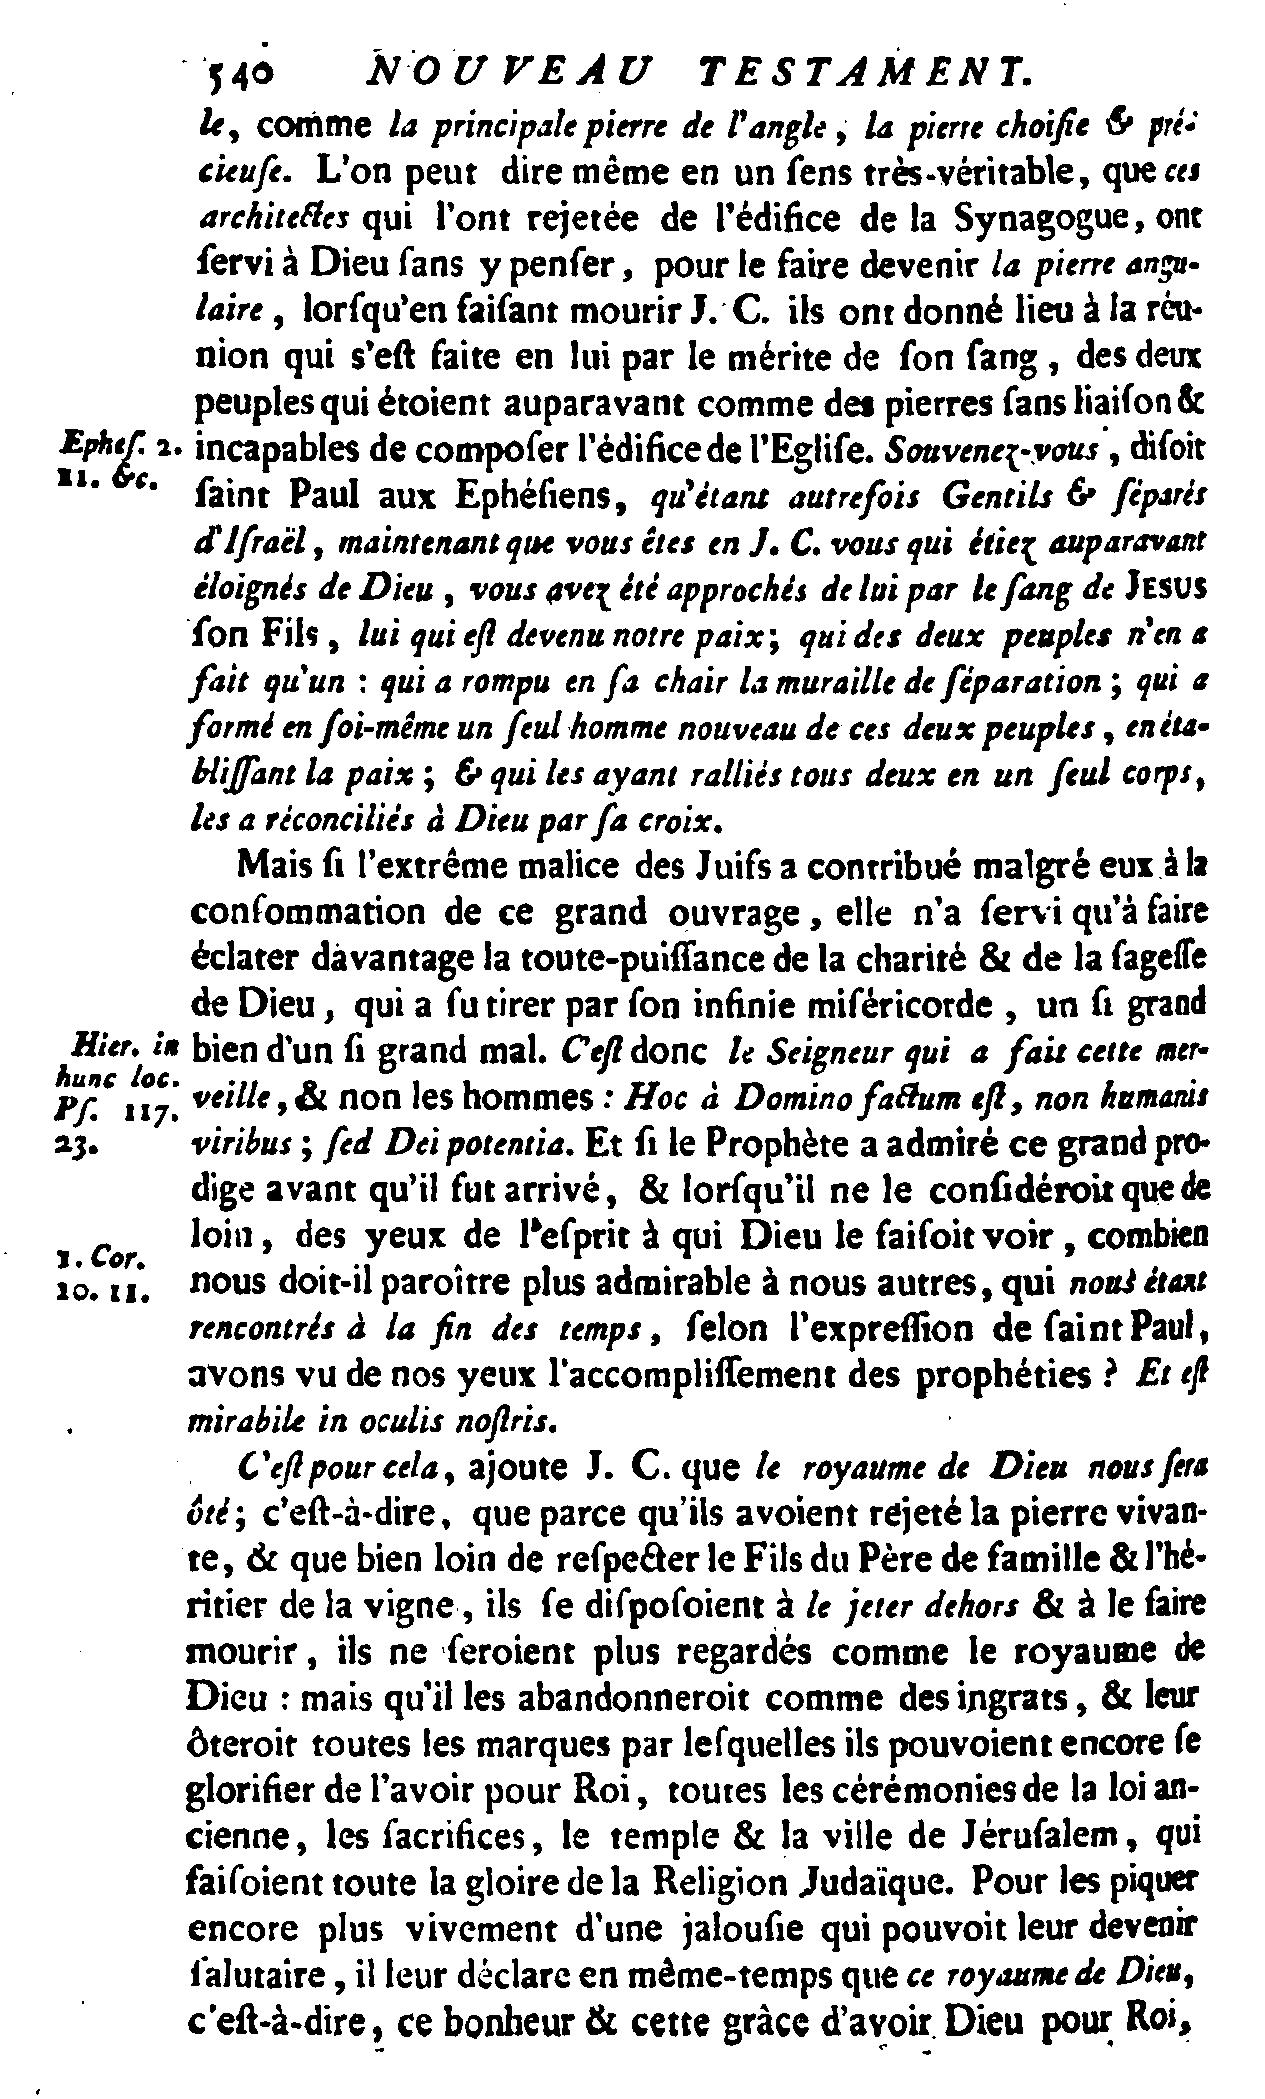 540 NOUVEAU TESTAMENT.
le, comme la principale pierre de l'angle, la pierre choiſie & pré-
cieuſe. L'on peut dire même en un ſens très-véritable, que ces
architectes qui l'ont rejetée de l'édifice de la Synagogue, ont
ſervi à Dieu ſans y penſer, pour le faire devenir la pierre angu-
laire, lorſqu'en faiſant mourir J. C. ils ont donné lieu à la réu-
nion qui s'eſt faite en lui par le mérite de ſon ſang, des deux
peuples qui étoient auparavant comme des pierres ſans liaiſon &
Epheſ. 2. incapables de compoſer l'édifice de l'Egliſe. Souvenez-vous, diſoit
11. &c. ſaint Paul aux Ephéſiens, qu'étant autrefois Gentils & ſéparés
d'Iſraël, maintenant que vous êtes en J. C. vous qui étiez auparavant
éloignés de Dieu, vous avez été approchés de lui par le ſang de JESUS
ſon Fils, lui qui eſt devenu notre paix; qui des deux peuples n'en a
fait qu'un : qui a rompu en ſa chair la muraille de ſéparation ; qui a
formé en ſoi-même un ſeul homme nouveau de ces deux peuples, en éta-
bliſſant la paix ; & qui les ayant ralliés tous deux en un ſeul corps,
les a réconciliés à Dieu par ſa croix.
Mais ſi l'extrême malice des Juifs a contribué malgré eux à la
conſommation de ce grand ouvrage, elle n'a ſervi qu'à faire
éclater davantage la toute-puiſſance de la charité & de la ſageſſe
de Dieu, qui a ſu tirer par ſon infinie miſéricorde, un ſi grand
Hier. in bien d'un ſi grand mal. C'eſt donc le Seigneur qui a fait cette mer-
hunc loc.
Pſ. 117. veille, & non les hommes : Hoc à Domino factum eſt, non humanis
23. viribus ; ſed Dei potentia. Et ſi le Prophète a admiré ce grand pro-
dige avant qu'il fut arrivé, & lorſqu'il ne le conſidéroit que de
loin, des yeux de l'eſprit à qui Dieu le faiſoit voir, combien
1. Cor.
10. 11. nous doit-il paroître plus admirable à nous autres, qui nous étant
rencontrés à la fin des temps, ſelon l'expreſſion de ſaint Paul,
avons vu de nos yeux l'accompliſſement des prophéties ? Et eſt
mirabile in oculis noſtris.
C'eſt pour cela, ajoute J. C. que le royaume de Dieu nous ſera
ôté; c'eſt-à-dire, que parce qu'ils avoient rejeté la pierre vivan-
te, & que bien loin de reſpecter le Fils du Père de famille & l'hé-
ritier de la vigne, ils ſe diſpoſoient à le jeter dehors & à le faire
mourir, ils ne ſeroient plus regardés comme le royaume de
Dieu : mais qu'il les abandonneroit comme des ingrats, & leur
ôteroit toutes les marques par leſquelles ils pouvoient encore ſe
glorifier de l'avoir pour Roi, toutes les cérémonies de la loi an-
cienne, les ſacrifices, le temple & la ville de Jéruſalem, qui
faiſoient toute la gloire de la Religion Judaïque. Pour les piquer
encore plus vivement d'une jalouſie qui pouvoit leur devenir
ſalutaire, il leur déclare en même-temps que ce royaume de Dieu,
c'eſt-à-dire, ce bonheur & cette grâce d'avoir Dieu pour Roi,